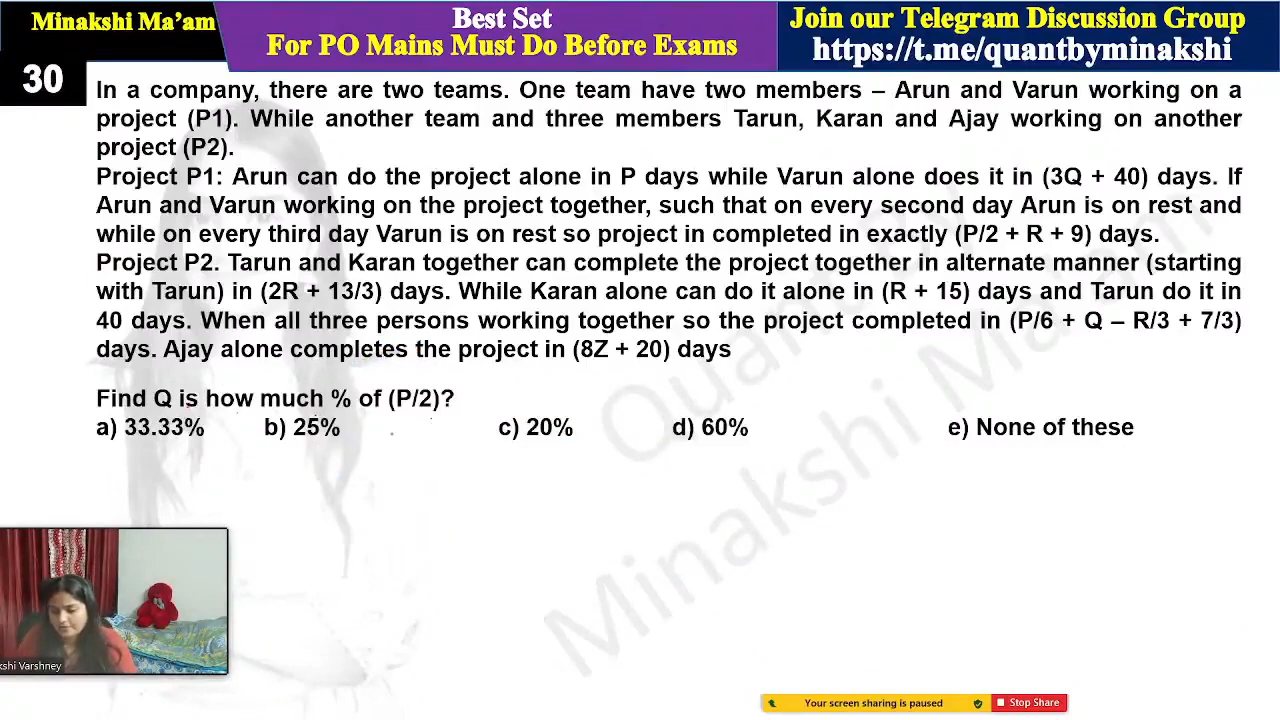 Minakshi Ma’am
Best Set
For PO Mains Must Do Before Exams
Join our Telegram Discussion Group
https://t.me/quantbyminakshi
30
In a company, there are two teams. One team have two members – Arun and Varun working on a
project (P1). While another team and three members Tarun, Karan and Ajay working on another
project (P2).
Project P1: Arun can do the project alone in P days while Varun alone does it in (3Q + 40) days. If
Arun and Varun working on the project together, such that on every second day Arun is on rest and
while on every third day Varun is on rest so project in completed in exactly (P/2 + R + 9) days.
Project P2. Tarun and Karan together can complete the project together in alternate manner (starting
with Tarun) in (2R + 13/3) days. While Karan alone can do it alone in (R + 15) days and Tarun do it in
40 days. When all three persons working together so the project completed in (P/6 + Q – R/3 + 7/3)
days. Ajay alone completes the project in (8Z + 20) days
Find Q is how much % of (P/2)?
a) 33.33% b) 25% c) 20% d) 60% e) None of these
Quant By
Minakshi Mam
kshi Varshney
Your screen sharing is paused
Stop Share